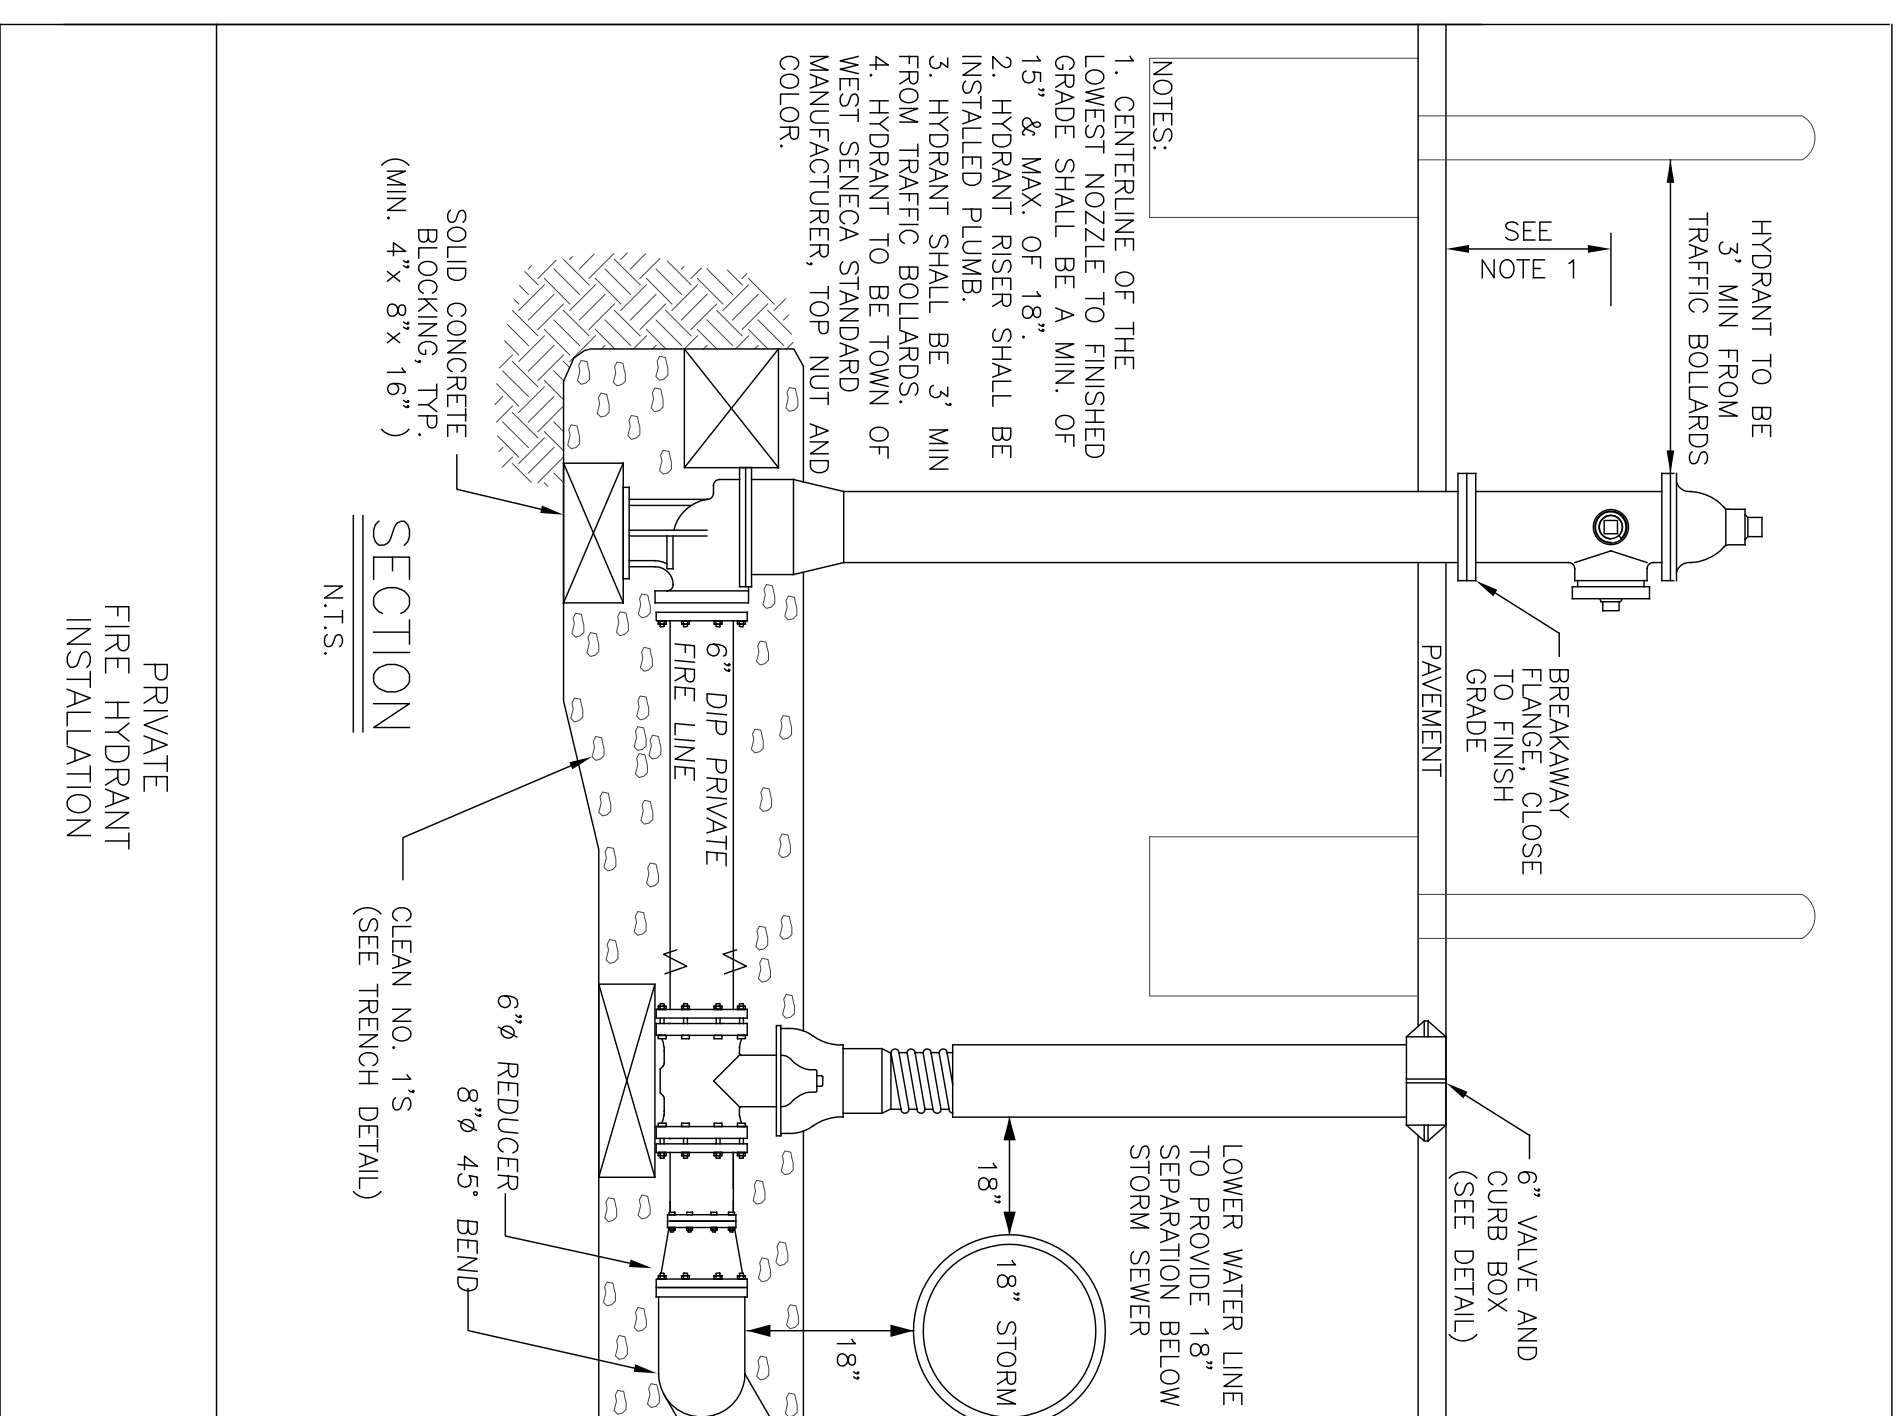 HYDRANT TO BE
3' MIN FROM
TRAFFIC BOLLARDS
SEE
NOTE 1
BREAKAWAY
FLANGE, CLOSE
TO FINISH
GRADE
PAVEMENT
6" VALVE AND
CURB BOX
(SEE DETAIL)
LOWER WATER LINE
TO PROVIDE 18"
SEPARATION BELOW
STORM SEWER
18"
18" STORM
18"
NOTES:
1. CENTERLINE OF THE
LOWEST NOZZLE TO FINISHED
GRADE SHALL BE A MIN. OF
15" & MAX. OF 18".
2. HYDRANT RISER SHALL BE
INSTALLED PLUMB.
3. HYDRANT SHALL BE 3' MIN
FROM TRAFFIC BOLLARDS.
4. HYDRANT TO BE TOWN OF
WEST SENECA STANDARD
MANUFACTURER, TOP NUT AND
COLOR.
6" DIP PRIVATE
FIRE LINE
SOLID CONCRETE
BLOCKING, TYP.
(MIN. 4"x 8"x 16")
CLEAN NO. 1'S
(SEE TRENCH DETAIL)
6"ø REDUCER
8"ø 45° BEND
SECTION
N.T.S.
PRIVATE
FIRE HYDRANT
INSTALLATION